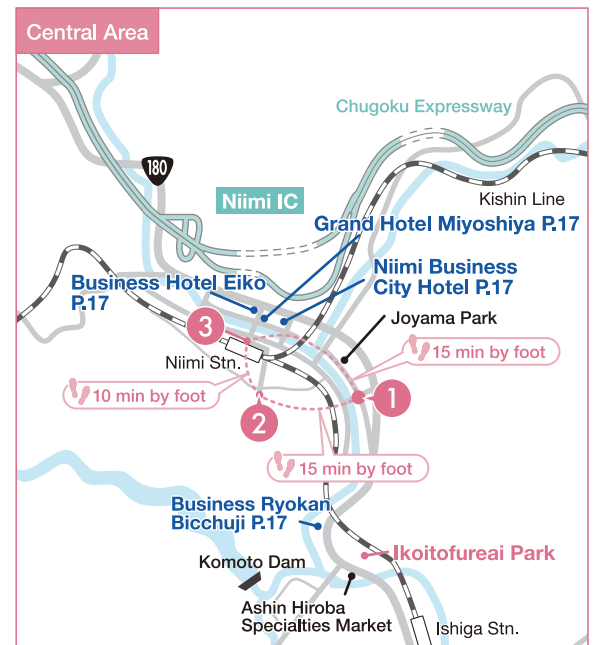 Central Area
Chugoku Expressway
180
Niimi IC
Kishin Line
Grand Hotel Miyoshiya P.17
Business Hotel Eiko
P.17
Niimi Business
City Hotel P.17
Joyama Park
3
Niimi Stn.
15 min by foot
10 min by foot
1
2
15 min by foot
Business Ryokan
Bicchuji P.17
Ikoitofureai Park
Komoto Dam
Ashin Hiroba
Specialties Market
Ishiga Stn.